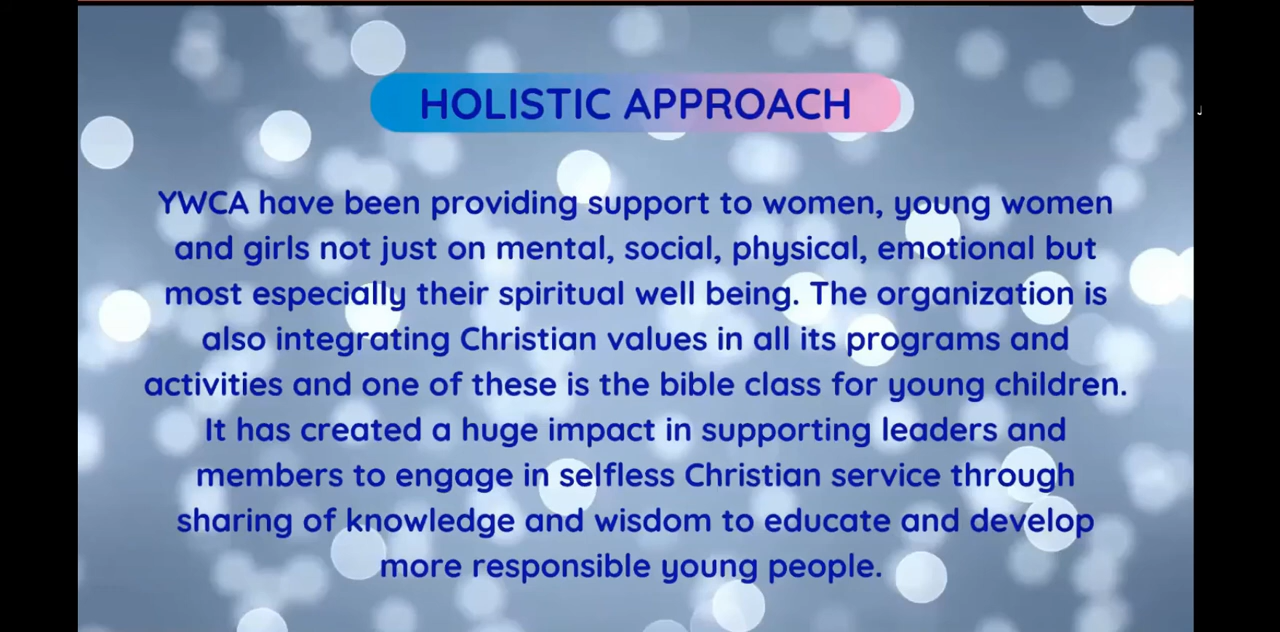 HOLISTIC APPROACH
YWCA have been providing support to women, young women
and girls not just on mental, social, physical, emotional but
most especially their spiritual well being. The organization is
also integrating Christian values in all its programs and
activities and one of these is the bible class for young children.
It has created a huge impact in supporting leaders and
members to engage in selfless Christian service through
sharing of knowledge and wisdom to educate and develop
more responsible young people.